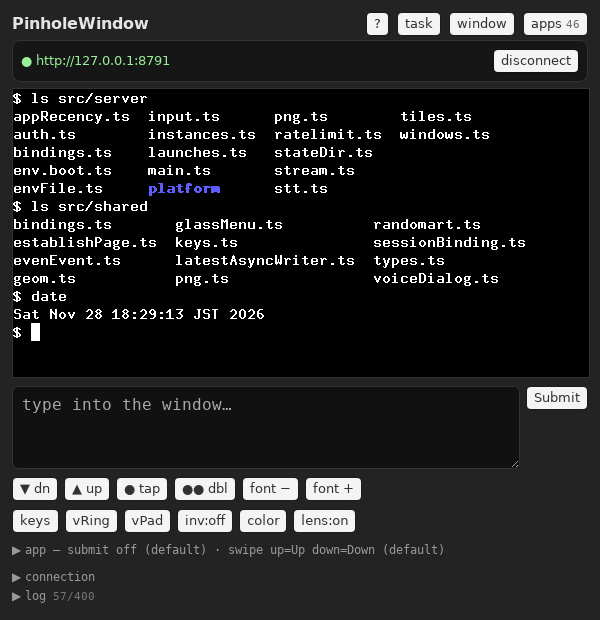 PinholeWindow ? task window apps 46
● http://127.0.0.1:8791 disconnect
$ ls src/server
appRecency.ts input.ts png.ts tiles.ts
auth.ts instances.ts ratelimit.ts windows.ts
bindings.ts launches.ts stateDir.ts
env.boot.ts main.ts stream.ts
envFile.ts platform stt.ts
$ ls src/shared
bindings.ts glassMenu.ts randomart.ts
establishPage.ts keys.ts sessionBinding.ts
evenEvent.ts latestAsyncWriter.ts types.ts
geom.ts png.ts voiceDialog.ts
$ date
Sat Nov 28 18:29:13 JST 2026
$
type into the window… Submit
▼ dn ▲ up ● tap ●● dbl font − font +
keys vRing vPad inv:off color lens:on
▶ app — submit off (default) · swipe up=Up down=Down (default)
▶ connection
▶ log 57/400